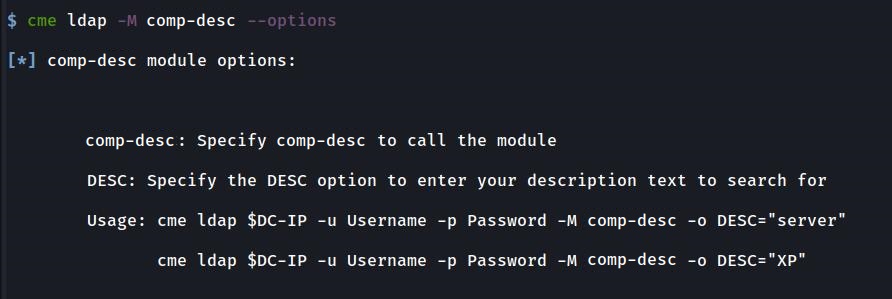 $ cme ldap -M comp-desc --options
[*] comp-desc module options:
comp-desc: Specify comp-desc to call the module
DESC: Specify the DESC option to enter your description text to search for
Usage: cme ldap $DC-IP -u Username -p Password -M comp-desc -o DESC="server"
cme ldap $DC-IP -u Username -p Password -M comp-desc -o DESC="XP"